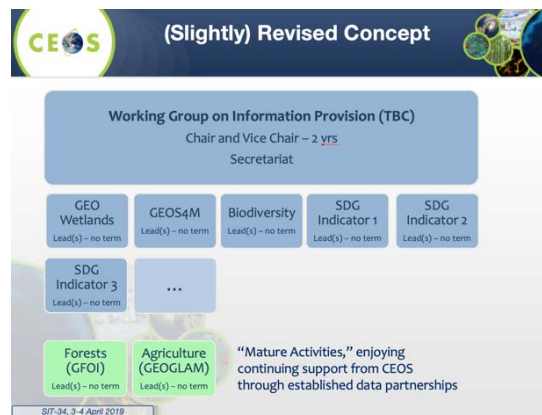 CEOS
(Slightly) Revised Concept
Working Group on Information Provision (TBC)
Chair and Vice Chair – 2 yrs
Secretariat
GEO
Wetlands
Lead(s) – no term
GEOS4M
Lead(s) – no term
Biodiversity
Lead(s) – no term
SDG
Indicator 1
Lead(s) – no term
SDG
Indicator 2
Lead(s) – no term
SDG
Indicator 3
Lead(s) – no term
...
Forests
(GFOI)
Lead(s) – no term
Agriculture
(GEOGLAM)
Lead(s) – no term
“Mature Activities,” enjoying
continuing support from CEOS
through established data partnerships
SIT-34, 3-4 April 2019